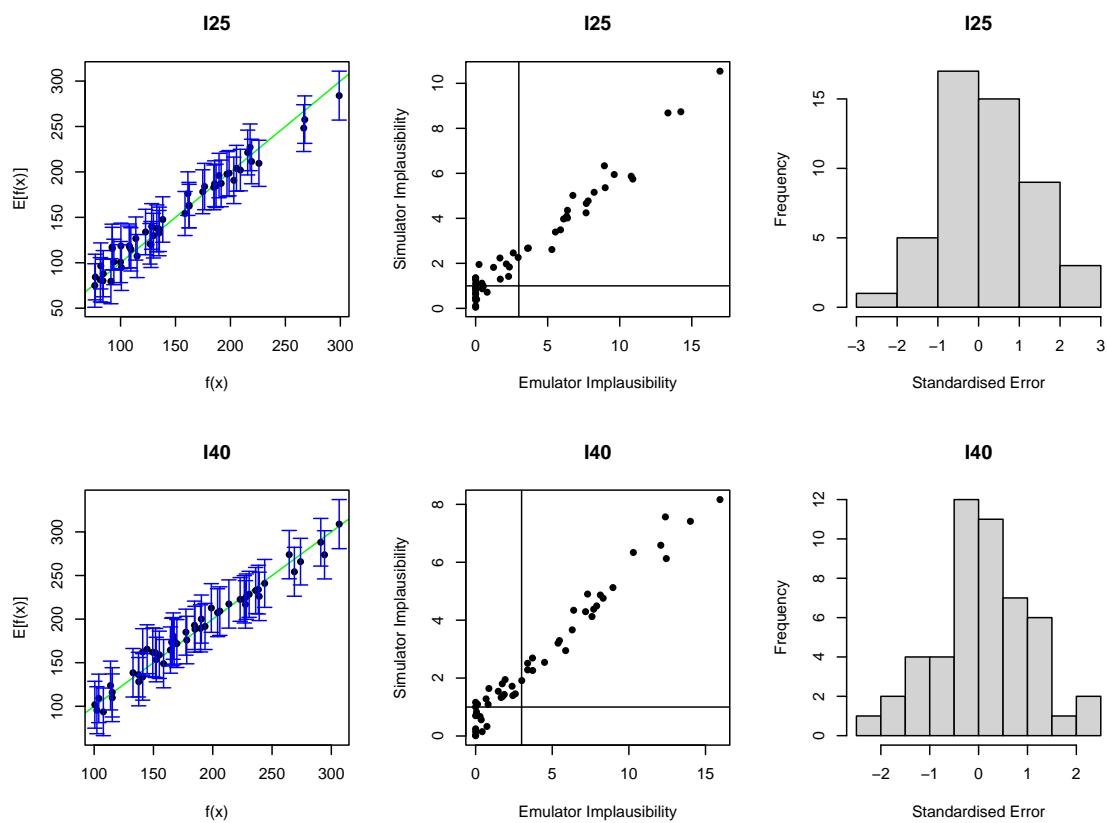 I25
I25
I25
300
250
200
150
100
50
E[f(x)]
100 150 200 250 300
f(x)
10
8
6
4
2
0
Simulator Implausibility
0 5 10 15
Emulator Implausibility
15
5
0
Frequency
−3 −2 −1 0 1 2 3
Standardised Error
I40
I40
I40
300
250
200
150
100
E[f(x)]
100 150 200 250 300
f(x)
8
6
4
2
0
Simulator Implausibility
0 5 10 15
Emulator Implausibility
12
10
8
6
4
2
0
Frequency
−2 −1 0 1 2
Standardised Error